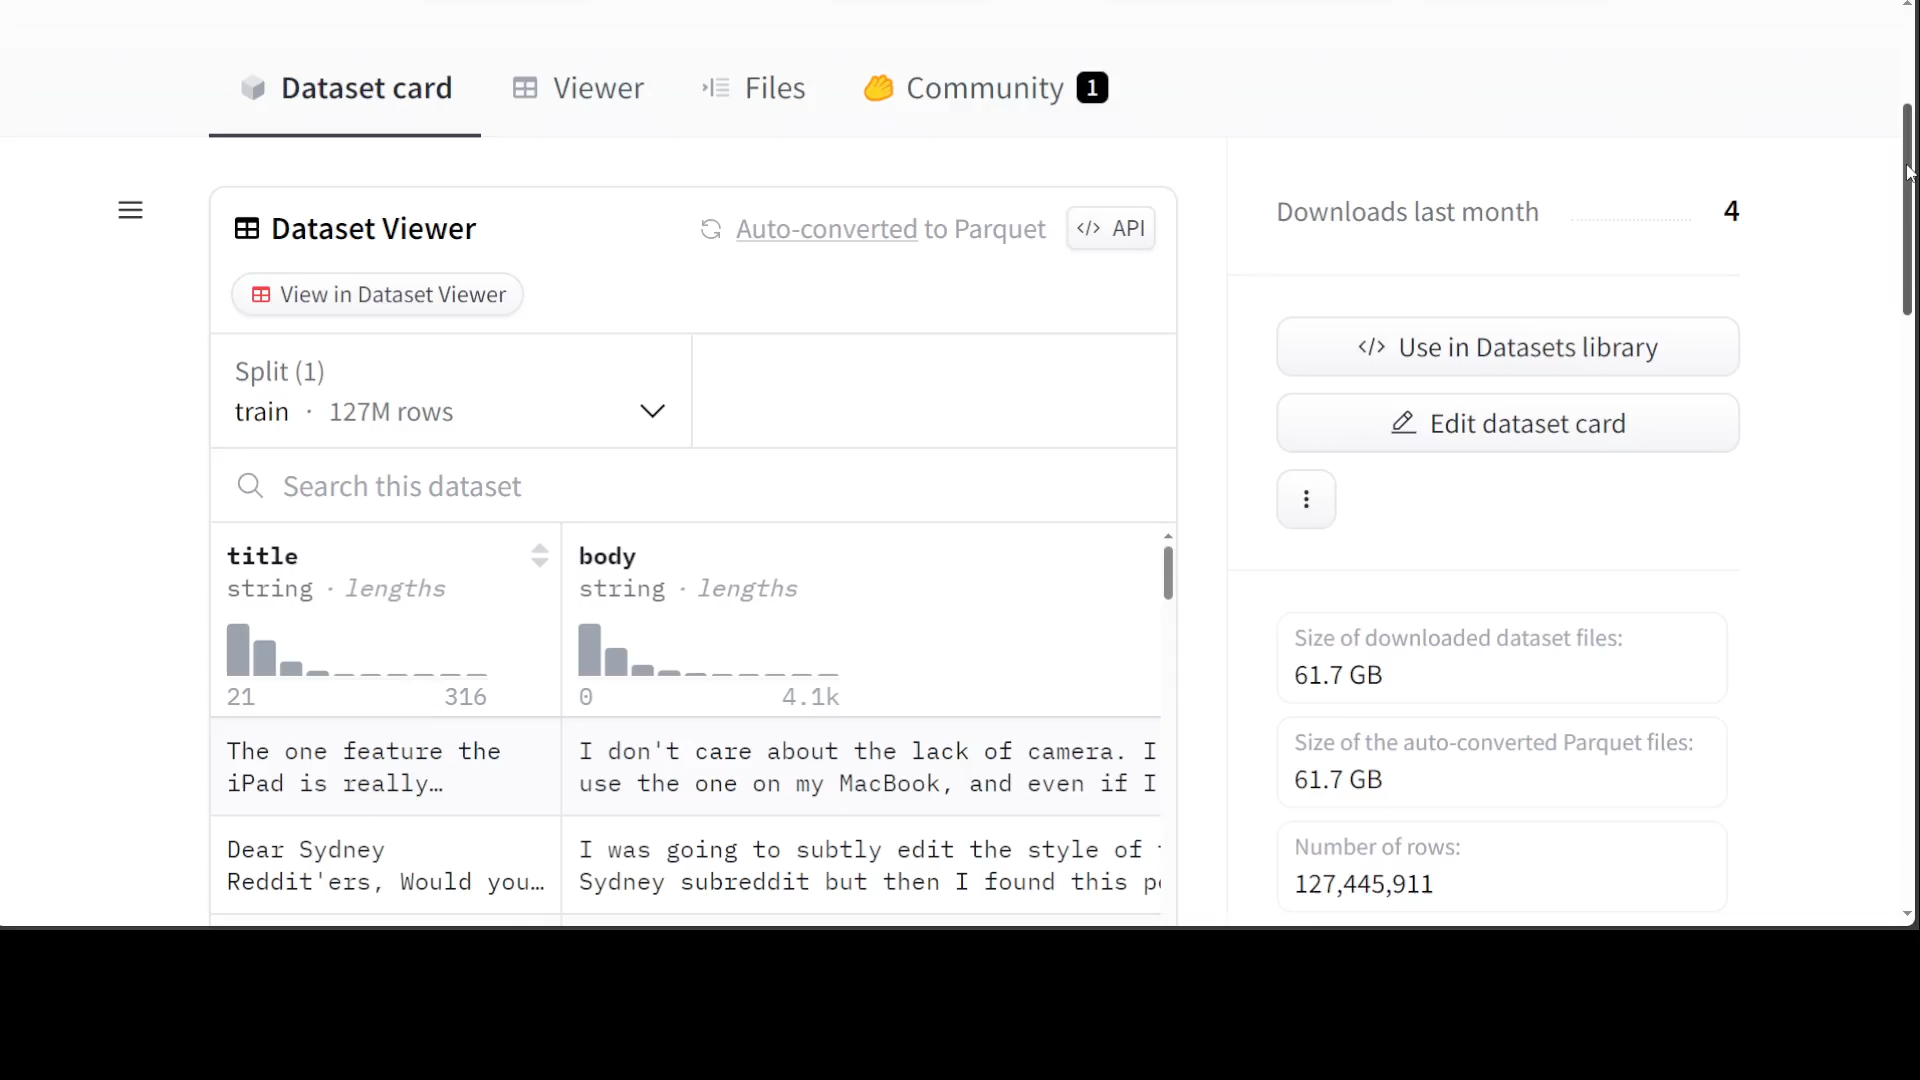 Dataset card
Viewer
Files
Community 1
Dataset Viewer
Auto-converted to Parquet
</> API
View in Dataset Viewer
Split (1)
train · 127M rows
Search this dataset
title
string · lengths
21 316
body
string · lengths
0 4.1k
The one feature the
iPad is really…
I don't care about the lack of camera. I
use the one on my MacBook, and even if I
Dear Sydney
Reddit'ers, Would you…
I was going to subtly edit the style of
Sydney subreddit but then I found this
Downloads last month 4
</> Use in Datasets library
Edit dataset card
Size of downloaded dataset files:
61.7 GB
Size of the auto-converted Parquet files:
61.7 GB
Number of rows:
127,445,911